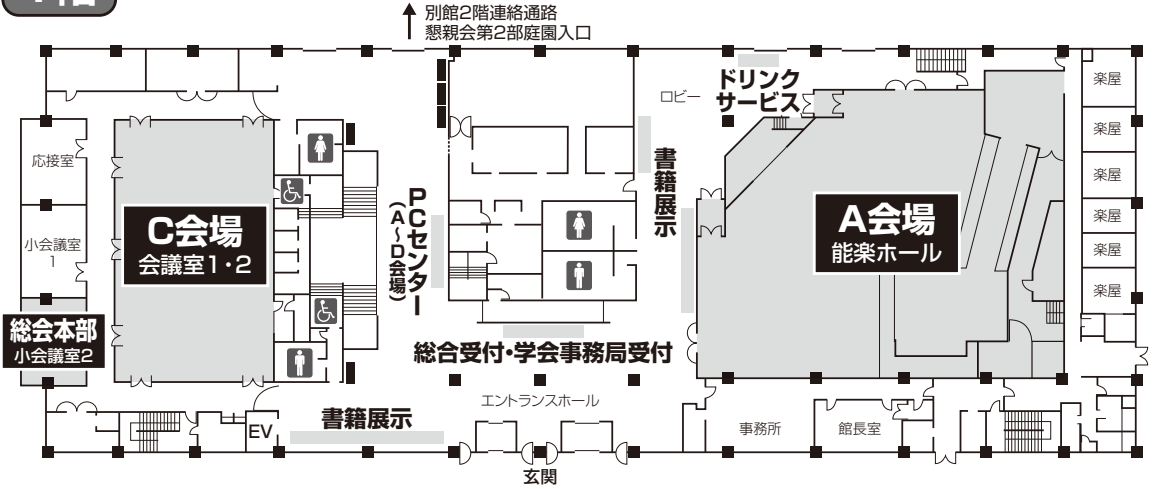 別館2階連絡通路
懇親会第2部庭園入口
ロビー
ドリンク
サービス
楽屋
楽屋
楽屋
楽屋
楽屋
楽屋
応接室
小会議室
1
総会本部
小会議室2
C会場
会議室1・2
PCセンター
(A〜D会場)
書籍展示
A会場
能楽ホール
総合受付・学会事務局受付
エントランスホール
書籍展示
EV
事務所
館長室
玄関